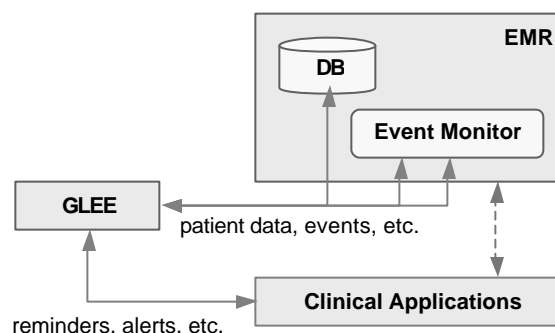 EMR
DB
Event Monitor
GLEE
patient data, events, etc.
Clinical Applications
reminders, alerts, etc.